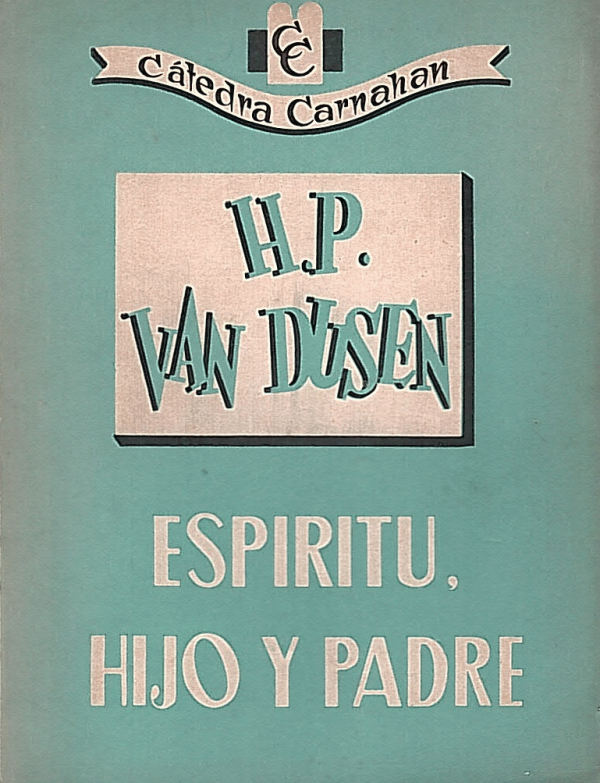 CC
Cátedra Carnahan
H.P.
VAN DUSEN
ESPIRITU,
HIJO Y PADRE